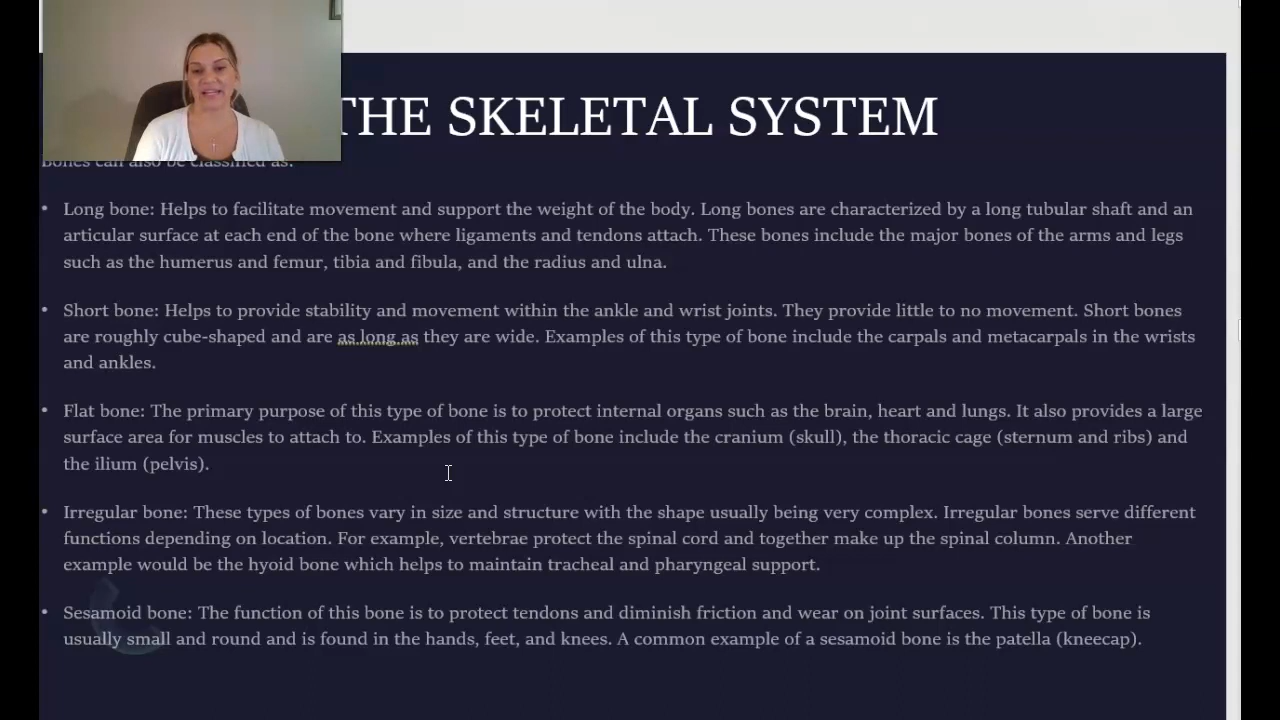 THE SKELETAL SYSTEM
Bones can also be classified as:
• Long bone: Helps to facilitate movement and support the weight of the body. Long bones are characterized by a long tubular shaft and an
articular surface at each end of the bone where ligaments and tendons attach. These bones include the major bones of the arms and legs
such as the humerus and femur, tibia and fibula, and the radius and ulna.
• Short bone: Helps to provide stability and movement within the ankle and wrist joints. They provide little to no movement. Short bones
are roughly cube-shaped and are as long as they are wide. Examples of this type of bone include the carpals and metacarpals in the wrists
and ankles.
• Flat bone: The primary purpose of this type of bone is to protect internal organs such as the brain, heart and lungs. It also provides a large
surface area for muscles to attach to. Examples of this type of bone include the cranium (skull), the thoracic cage (sternum and ribs) and
the ilium (pelvis).
• Irregular bone: These types of bones vary in size and structure with the shape usually being very complex. Irregular bones serve different
functions depending on location. For example, vertebrae protect the spinal cord and together make up the spinal column. Another
example would be the hyoid bone which helps to maintain tracheal and pharyngeal support.
• Sesamoid bone: The function of this bone is to protect tendons and diminish friction and wear on joint surfaces. This type of bone is
usually small and round and is found in the hands, feet, and knees. A common example of a sesamoid bone is the patella (kneecap).